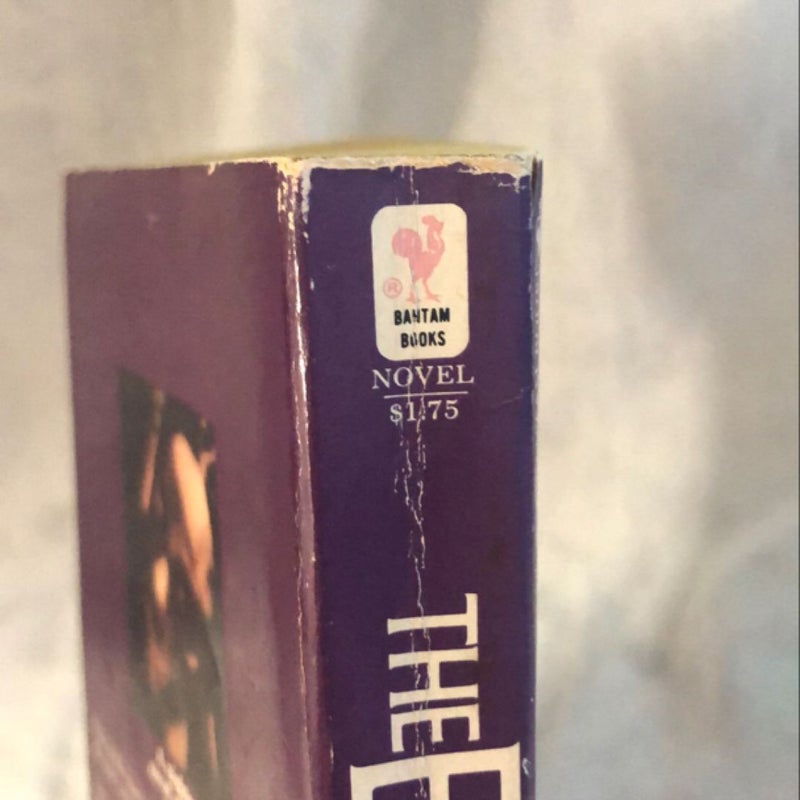 ®
BANTAM
BOOKS
NOVEL
$1.75
THE E